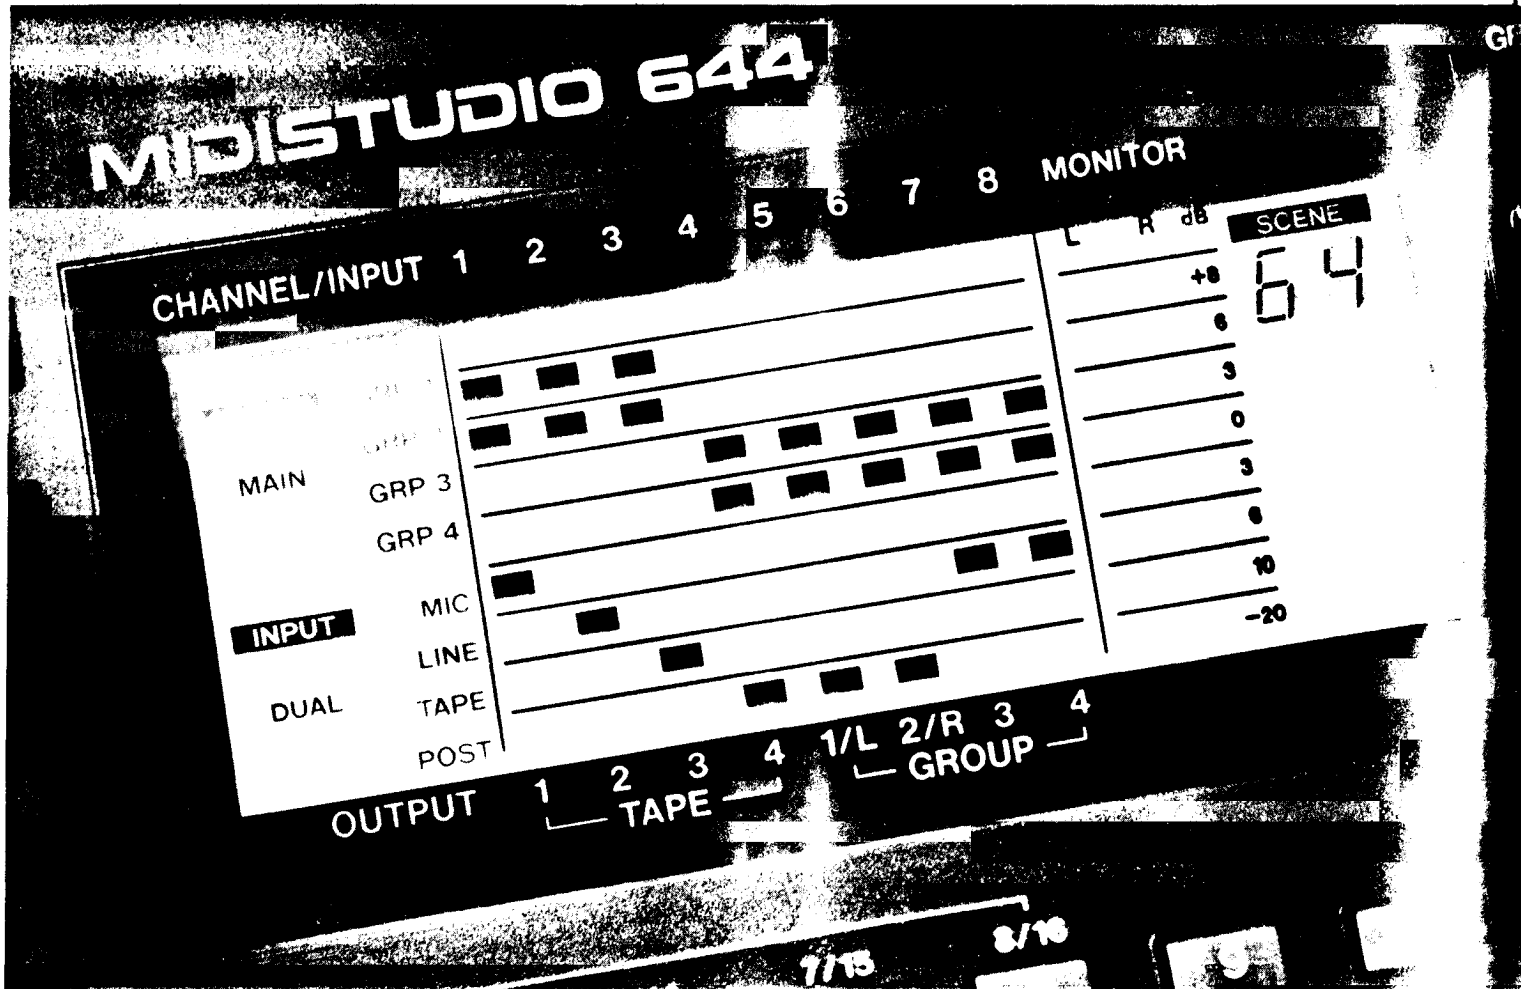 MIDISTUDIO 644
CHANNEL/INPUT 1 2 3 4 5 6 7 8 MONITOR
L R dB SCENE
+8 64
6
3
0
MAIN GRP 3
3
GRP 4
6
MIC
10
INPUT
LINE
-20
DUAL TAPE
POST
OUTPUT 1 2 3 4 1/L 2/R 3 4
TAPE GROUP
7/15 8/16
9